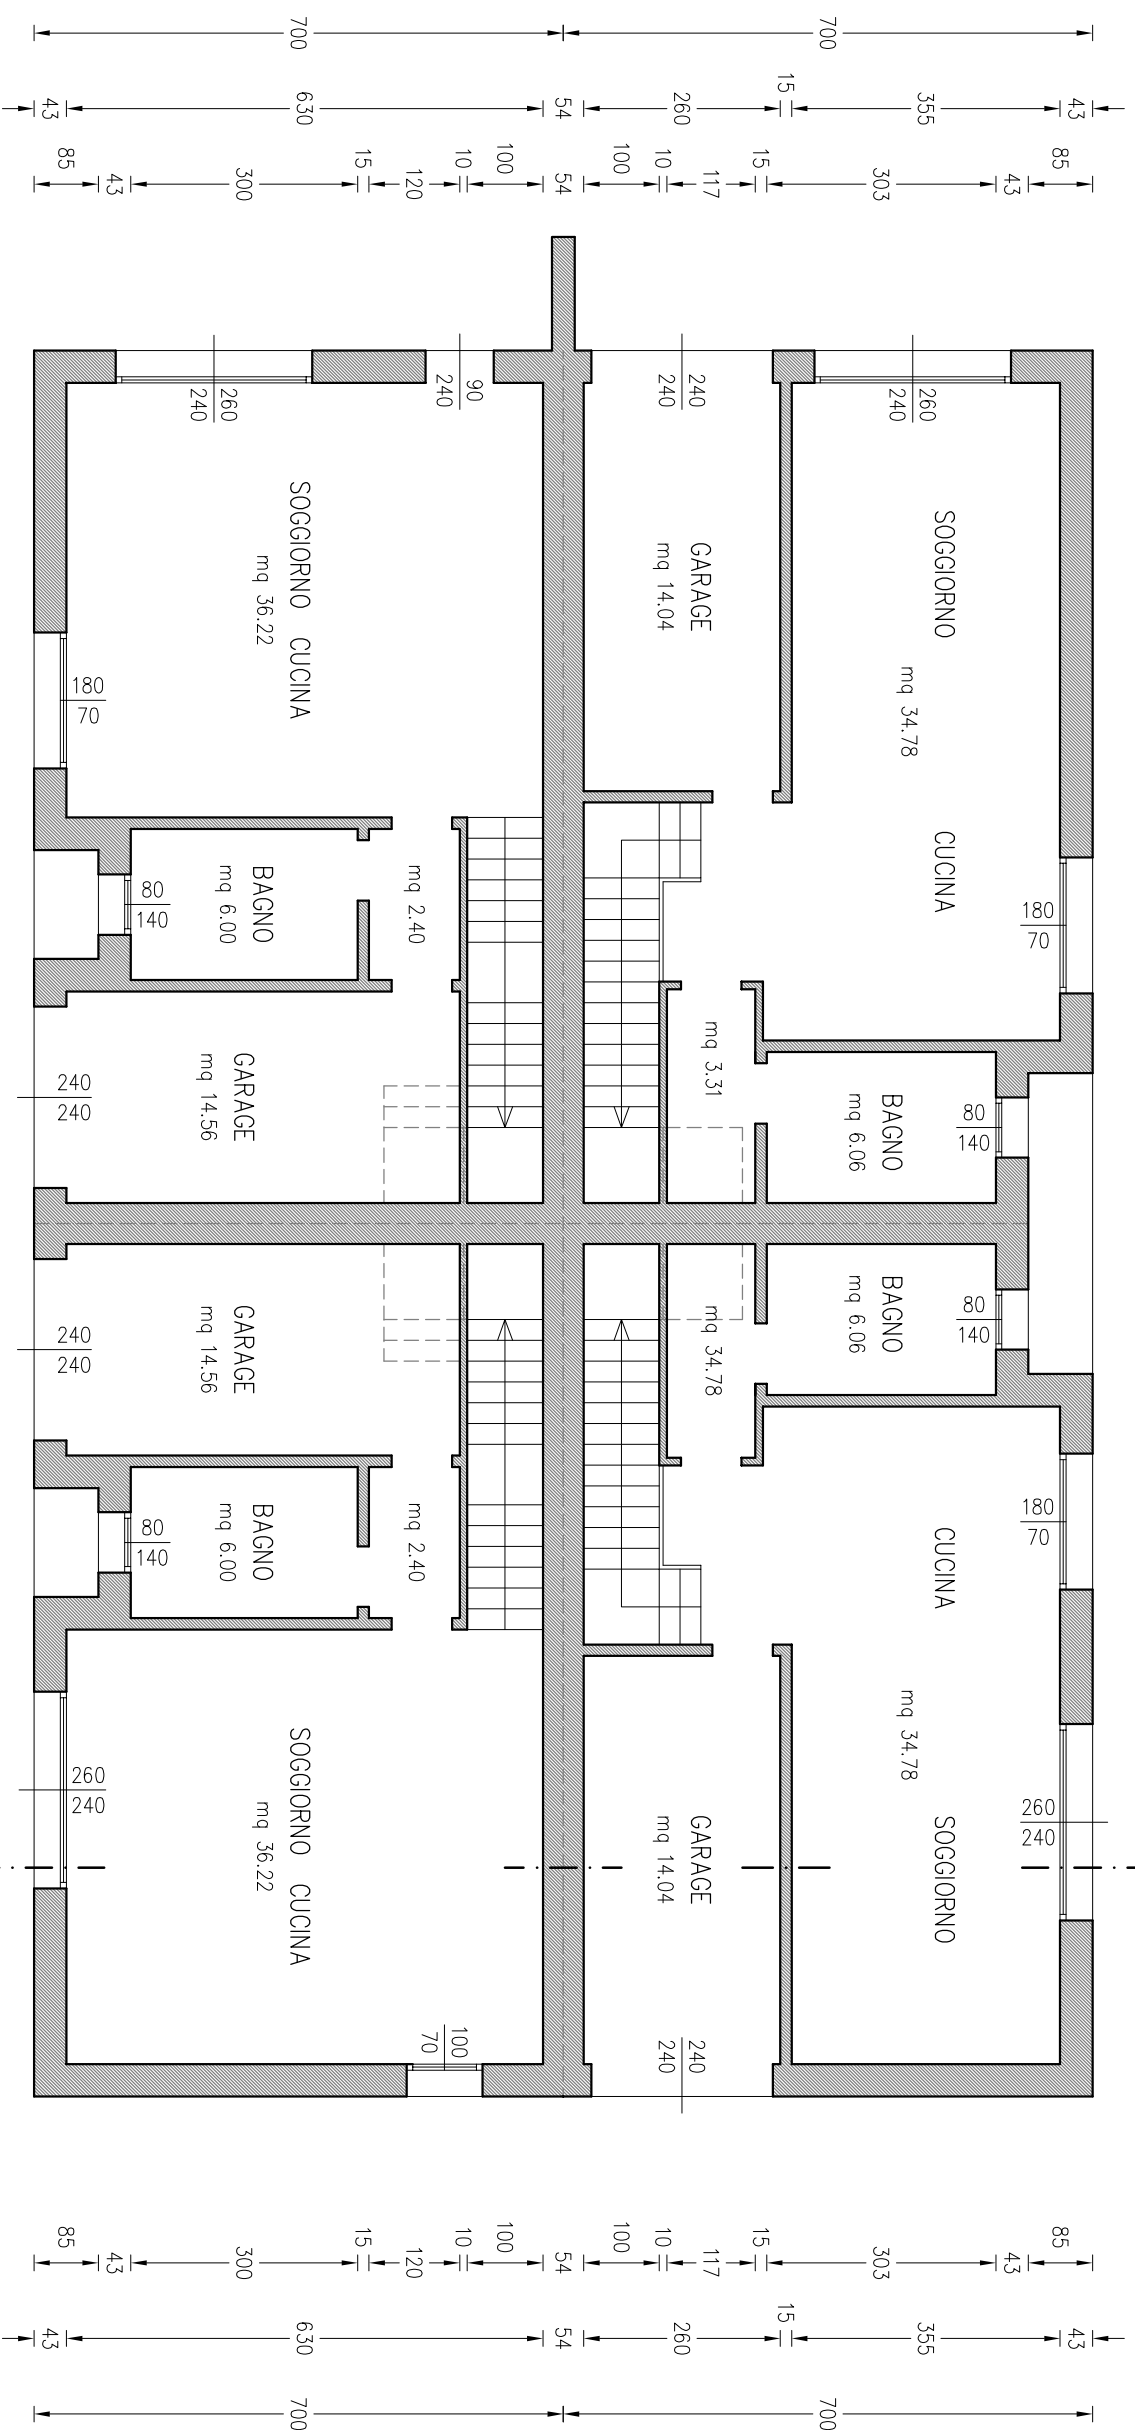 700
700
43
630
54
260
15
355
43
85
43
300
15
120
10
100
54
100
10
117
15
303
43
85
260
240
90
240
240
240
260
240
SOGGIORNO CUCINA
mq 36.22
GARAGE
mq 14.04
SOGGIORNO
mq 34.78
CUCINA
180
70
180
70
BAGNO
mq 6.00
mq 2.40
80
140
mq 3.31
BAGNO
mq 6.06
80
140
GARAGE
mq 14.56
240
240
GARAGE
mq 14.56
240
240
mq 34.78
BAGNO
mq 6.06
80
140
BAGNO
mq 6.00
mq 2.40
80
140
CUCINA
mq 34.78
SOGGIORNO
180
70
260
240
SOGGIORNO CUCINA
mq 36.22
260
240
GARAGE
mq 14.04
100
70
240
240
85
43
300
15
120
10
100
54
100
10
117
15
303
43
85
43
630
54
260
15
355
43
700
700